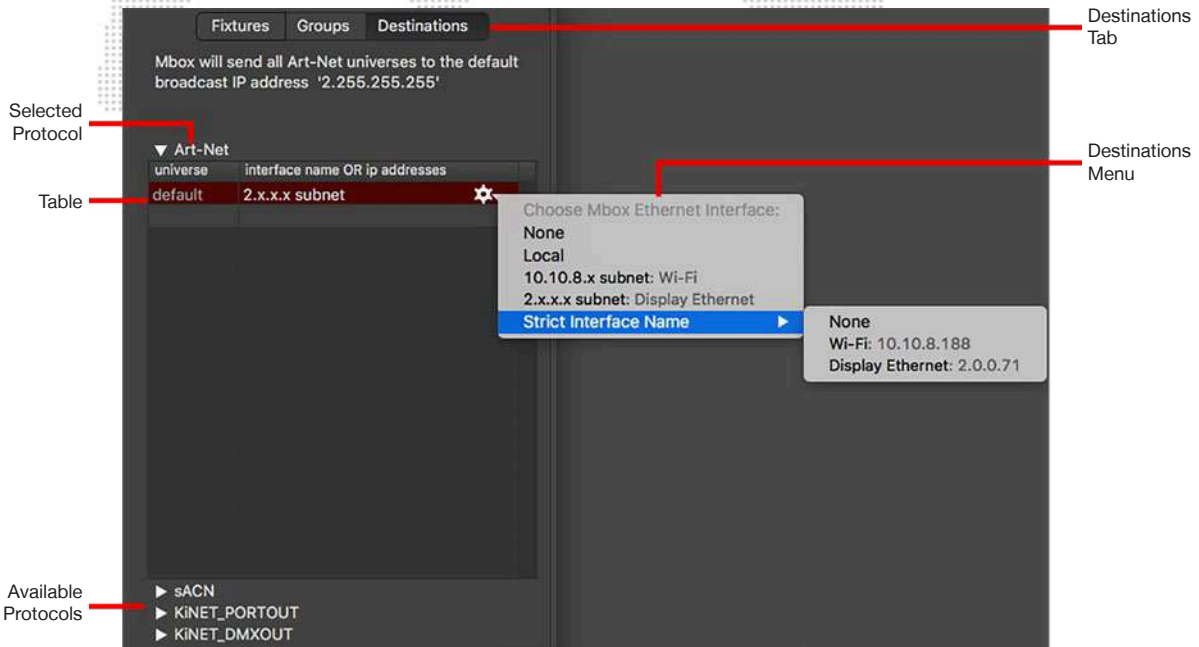 Fixtures Groups Destinations
Destinations
Tab
Mbox will send all Art-Net universes to the default
broadcast IP address '2.255.255.255'
Selected
Protocol
▼ Art-Net
universe interface name OR ip addresses
Table
default 2.x.x.x subnet
Destinations
Menu
Choose Mbox Ethernet Interface:
None
Local
10.10.8.x subnet: Wi-Fi
2.x.x.x subnet: Display Ethernet
Strict Interface Name ▶
None
Wi-Fi: 10.10.8.188
Display Ethernet: 2.0.0.71
Available
Protocols
▶ sACN
▶ KiNET_PORTOUT
▶ KiNET_DMXOUT